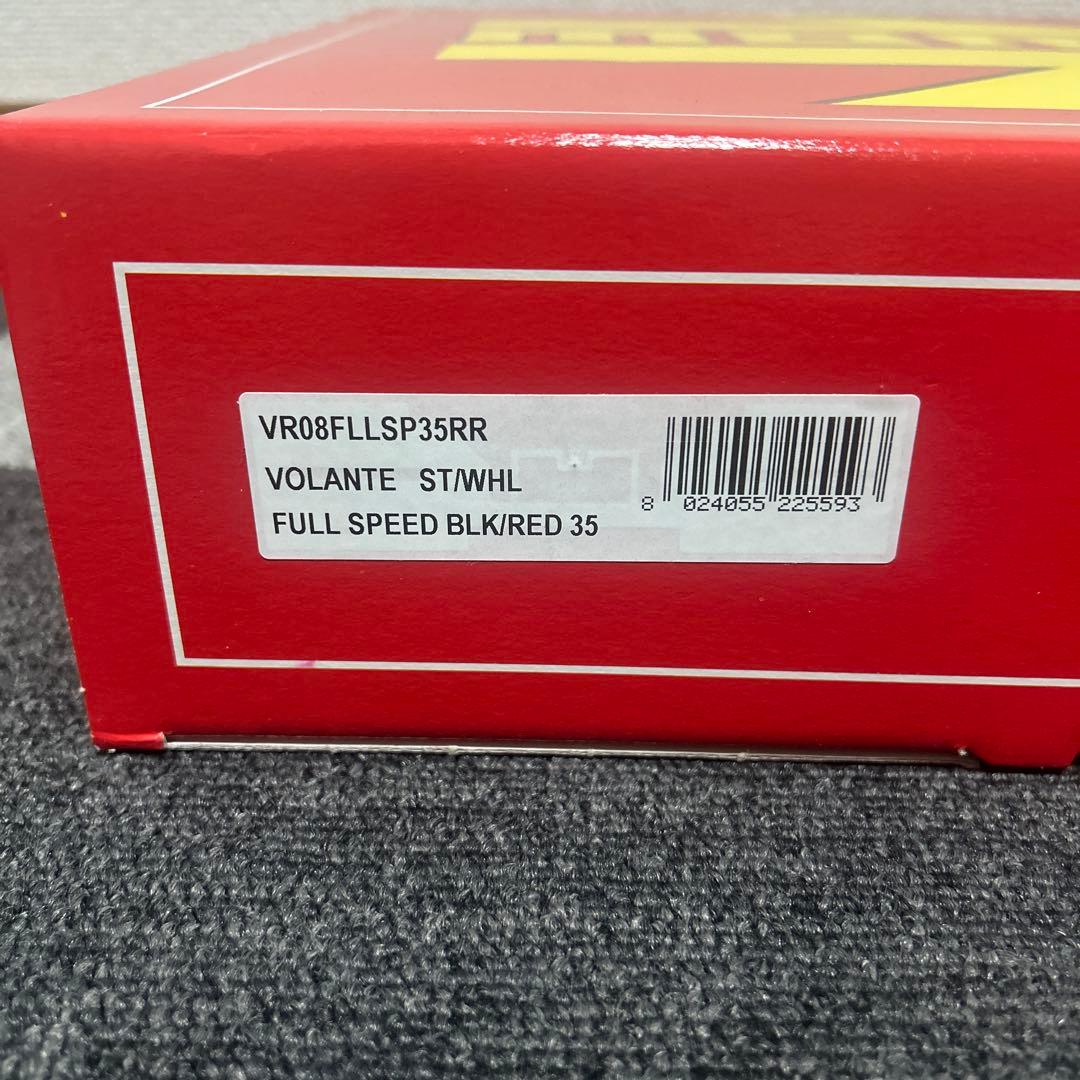 VR08FLLSP35RR
VOLANTE ST/WHL
FULL SPEED BLK/RED 35
8 024055 225593